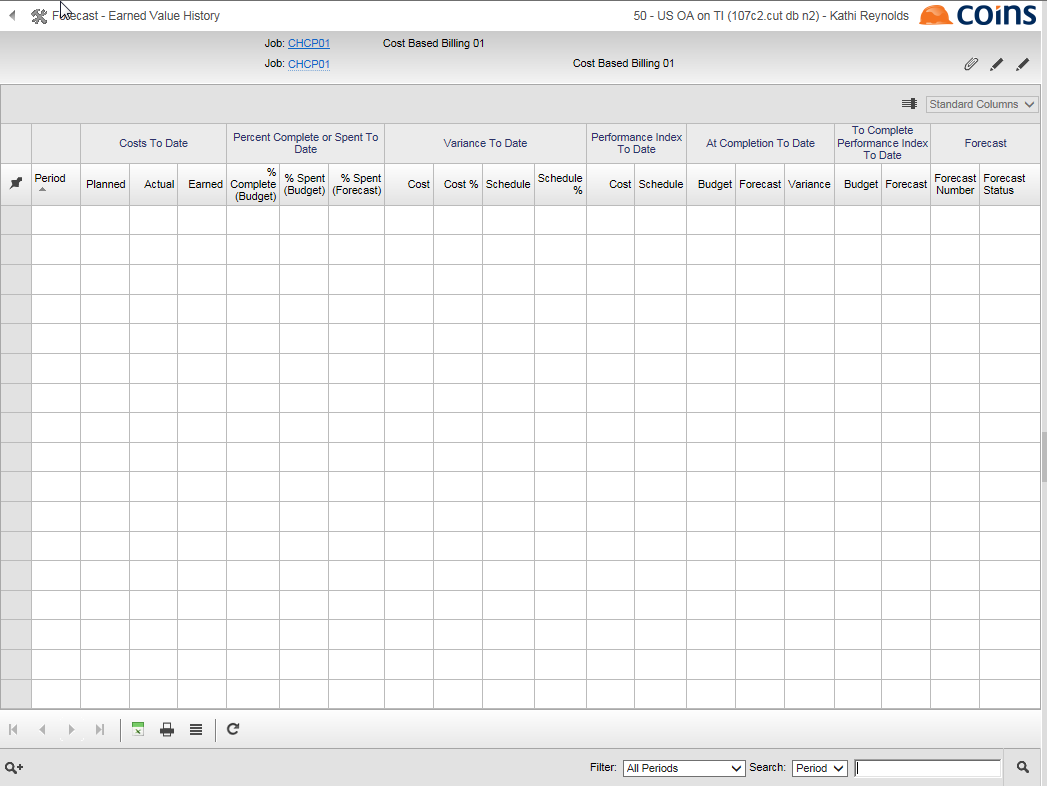 Forecast - Earned Value History
50 - US OA on TI (107c2.cut db n2) - Kathi Reynolds
coins
Job: CHCP01 Cost Based Billing 01
Job: CHCP01 Cost Based Billing 01
Standard Columns
Costs To Date
Percent Complete or Spent To
Date
Variance To Date
Performance Index
To Date
At Completion To Date
To Complete
Performance Index
To Date
Forecast
Period
Planned
Actual
Earned
%
Complete
(Budget)
% Spent
(Budget)
% Spent
(Forecast)
Cost
Cost %
Schedule
Schedule
%
Cost
Schedule
Budget
Forecast
Variance
Budget
Forecast
Forecast
Number
Forecast
Status
Filter: All Periods Search: Period